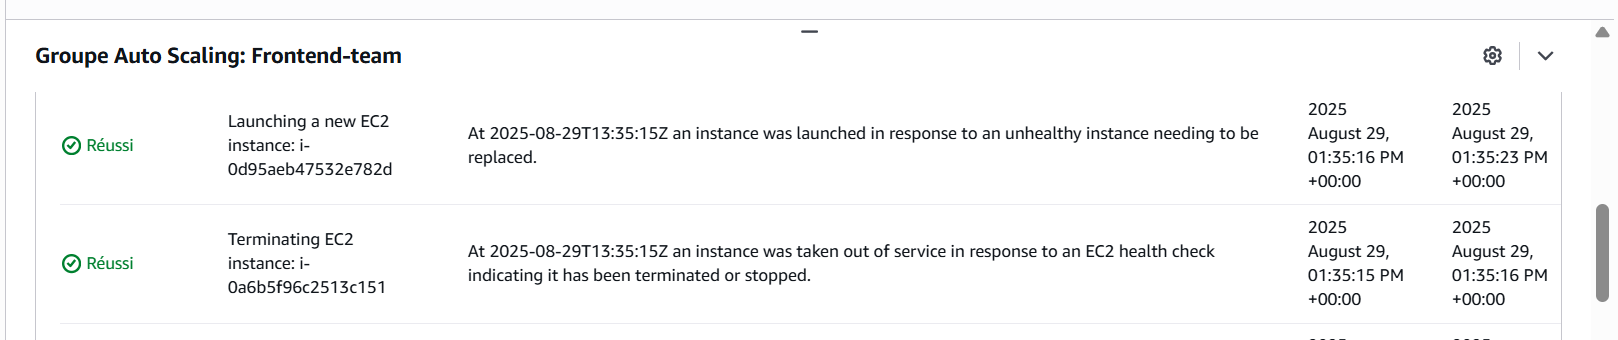 Groupe Auto Scaling: Frontend-team
Réussi
Launching a new EC2
instance: i-
0d95aeb47532e782d
At 2025-08-29T13:35:15Z an instance was launched in response to an unhealthy instance needing to be
replaced.
2025
August 29,
01:35:16 PM
+00:00
2025
August 29,
01:35:23 PM
+00:00
Réussi
Terminating EC2
instance: i-
0a6b5f96c2513c151
At 2025-08-29T13:35:15Z an instance was taken out of service in response to an EC2 health check
indicating it has been terminated or stopped.
2025
August 29,
01:35:15 PM
+00:00
2025
August 29,
01:35:16 PM
+00:00